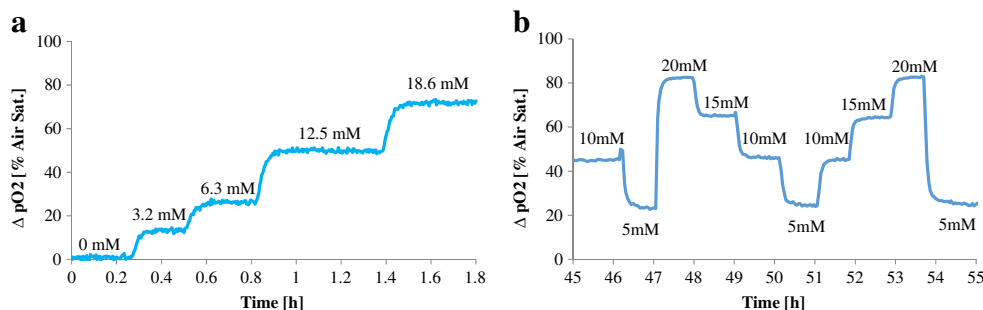 a
Δ pO2 [% Air Sat.]
100
80
60
40
20
0
0 mM
3.2 mM
6.3 mM
12.5 mM
18.6 mM
0 0.2 0.4 0.6 0.8 1 1.2 1.4 1.6 1.8
Time [h]
b
Δ pO2 [% Air Sat.]
100
80
60
40
20
0
10mM
5mM
20mM
15mM
10mM
5mM
10mM
15mM
20mM
5mM
45 46 47 48 49 50 51 52 53 54 55
Time [h]